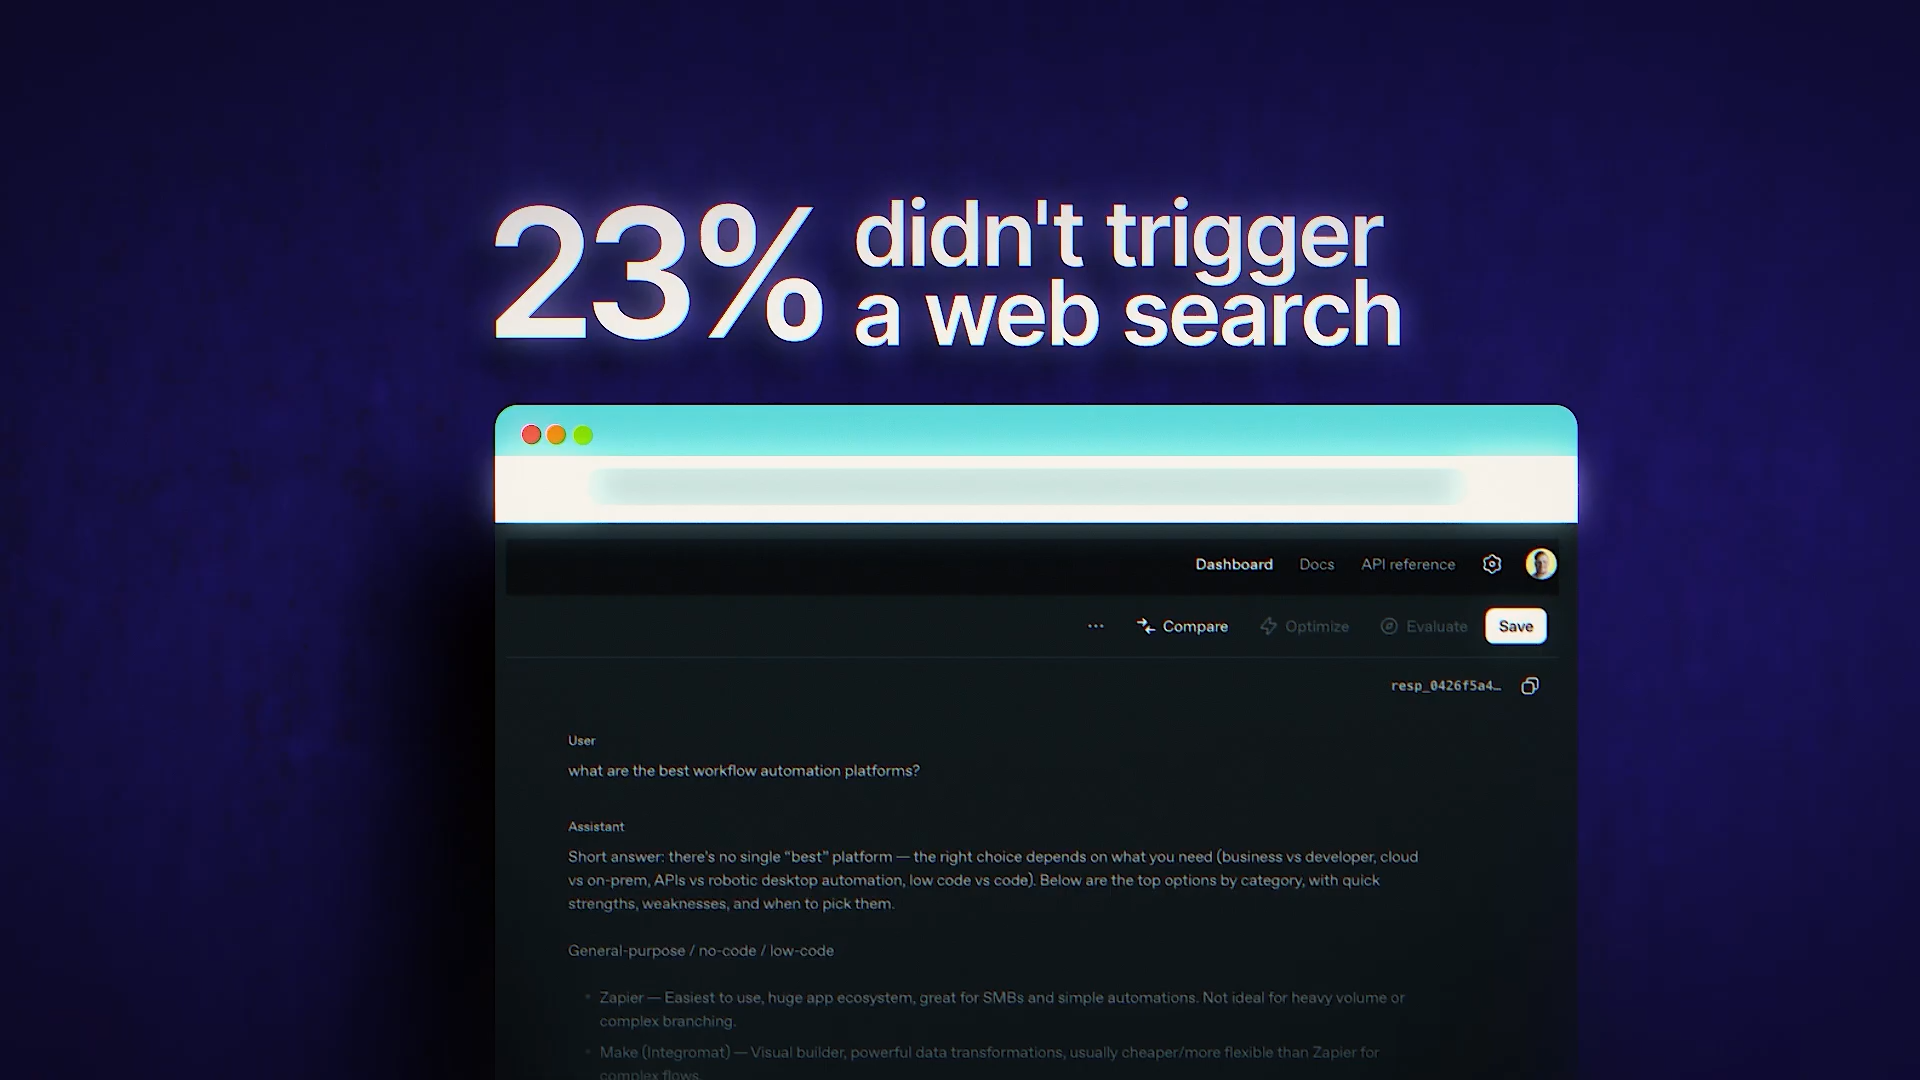 23% didn't trigger
a web search
Dashboard Docs API reference
... Compare Optimize Evaluate Save
resp_0426f5a4…
User
what are the best workflow automation platforms?
Assistant
Short answer: there's no single “best” platform — the right choice depends on what you need (business vs developer, cloud
vs on-prem, APIs vs robotic desktop automation, low code vs code). Below are the top options by category, with quick
strengths, weaknesses, and when to pick them.
General-purpose / no-code / low-code
• Zapier — Easiest to use, huge app ecosystem, great for SMBs and simple automations. Not ideal for heavy volume or
complex branching.
• Make (Integromat) — Visual builder, powerful data transformations, usually cheaper/more flexible than Zapier for
complex flows.